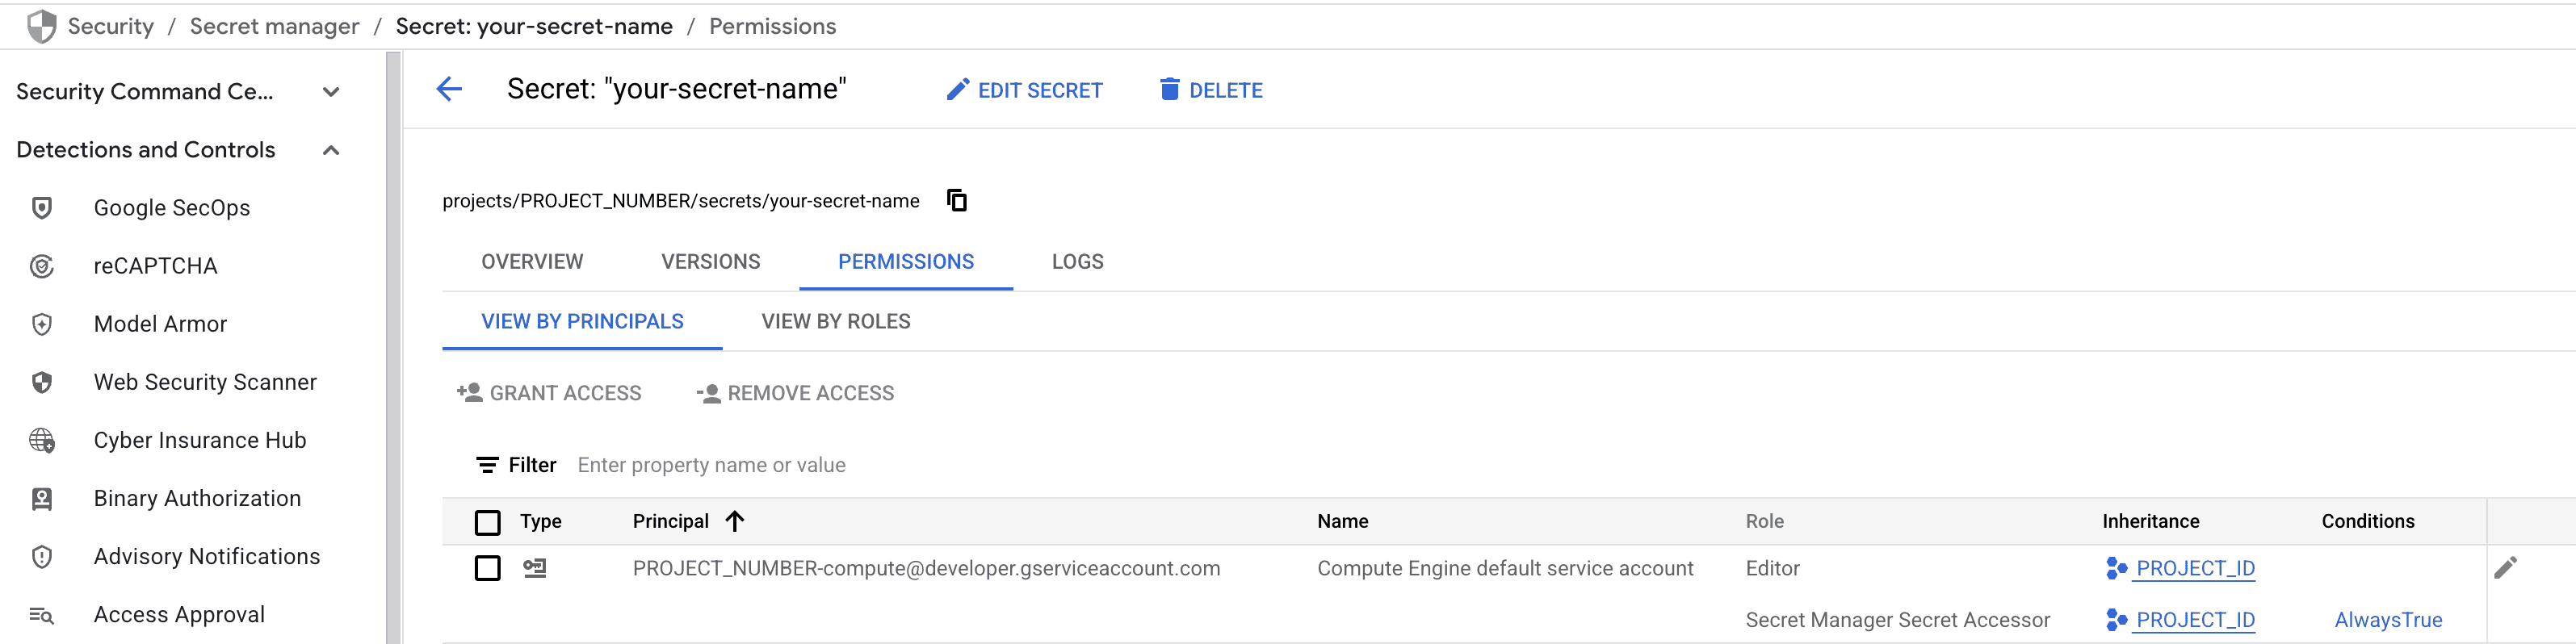 Security / Secret manager / Secret: your-secret-name / Permissions
Security Command Ce...
Detections and Controls
Google SecOps
reCAPTCHA
Model Armor
Web Security Scanner
Cyber Insurance Hub
Binary Authorization
Advisory Notifications
Access Approval
Secret: "your-secret-name" EDIT SECRET DELETE
projects/PROJECT_NUMBER/secrets/your-secret-name
OVERVIEW VERSIONS PERMISSIONS LOGS
VIEW BY PRINCIPALS VIEW BY ROLES
GRANT ACCESS REMOVE ACCESS
Filter Enter property name or value
Type Principal Name Role Inheritance Conditions
PROJECT_NUMBER-compute@developer.gserviceaccount.com Compute Engine default service account Editor PROJECT_ID
Secret Manager Secret Accessor PROJECT_ID AlwaysTrue